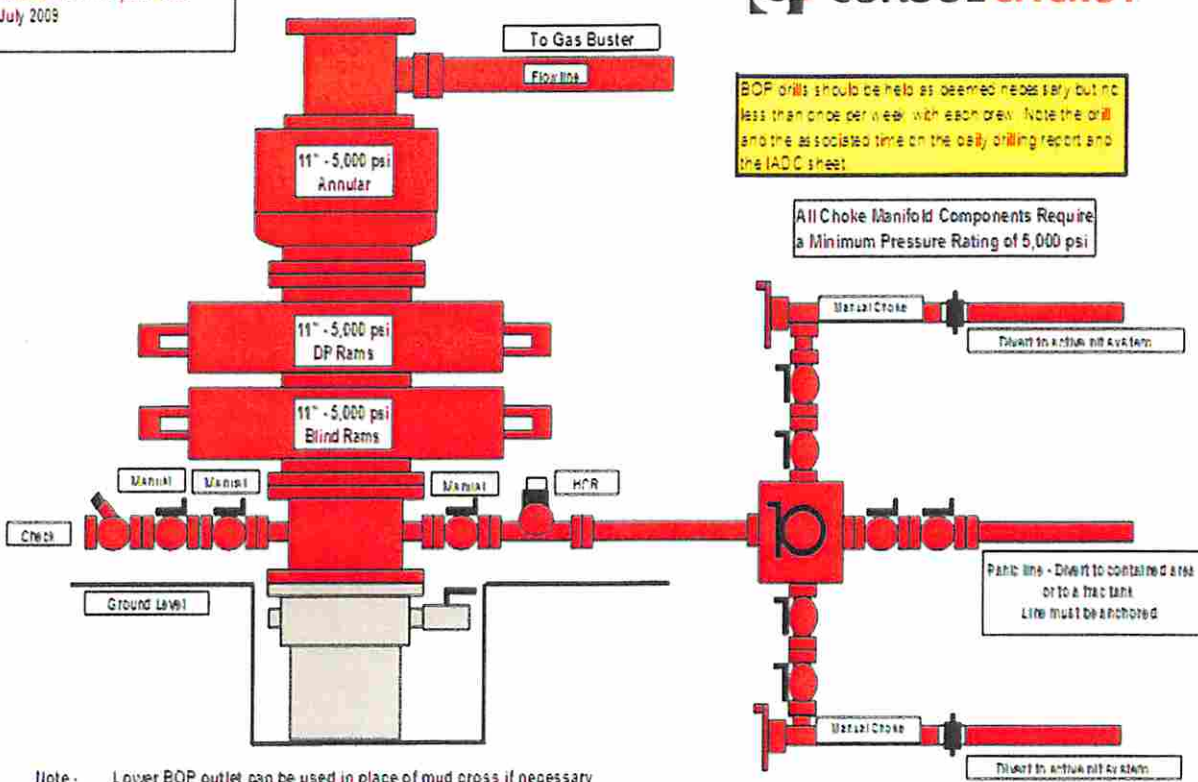 July 2009
To Gas Buster
Flow line
BOP drills should be held as deemed necessary but no
less than once per week with each crew. Note the drill
and the associated time on the daily drilling report and
the IADC sheet
All Choke Manifold Components Require
a Minimum Pressure Rating of 5,000 psi
11" - 5,000 psi
Annular
Manual Choke
Divert to active pit system
11" - 5,000 psi
DP Rams
11" - 5,000 psi
Blind Rams
Manual
Manual
Manual
HCR
Check
Panic line - Divert to contained area
or to a frac tank
Line must be anchored
Ground Level
Manual Choke
Divert to active pit system
Note - Lower BOP outlet can be used in place of mud cross if necessary